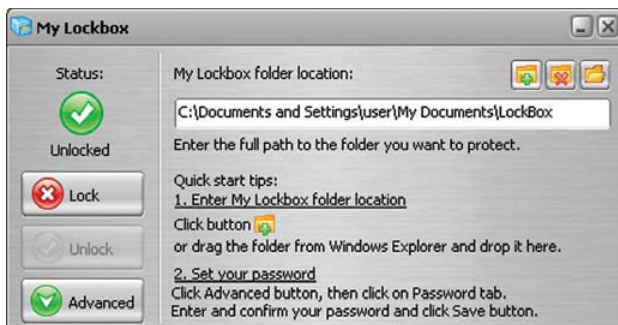 My Lockbox
Status:
Unlocked
Lock
Unlock
Advanced
My Lockbox folder location:
C:\Documents and Settings\user\My Documents\LockBox
Enter the full path to the folder you want to protect.
Quick start tips:
1. Enter My Lockbox folder location
Click button
or drag the folder from Windows Explorer and drop it here.
2. Set your password
Click Advanced button, then click on Password tab.
Enter and confirm your password and click Save button.